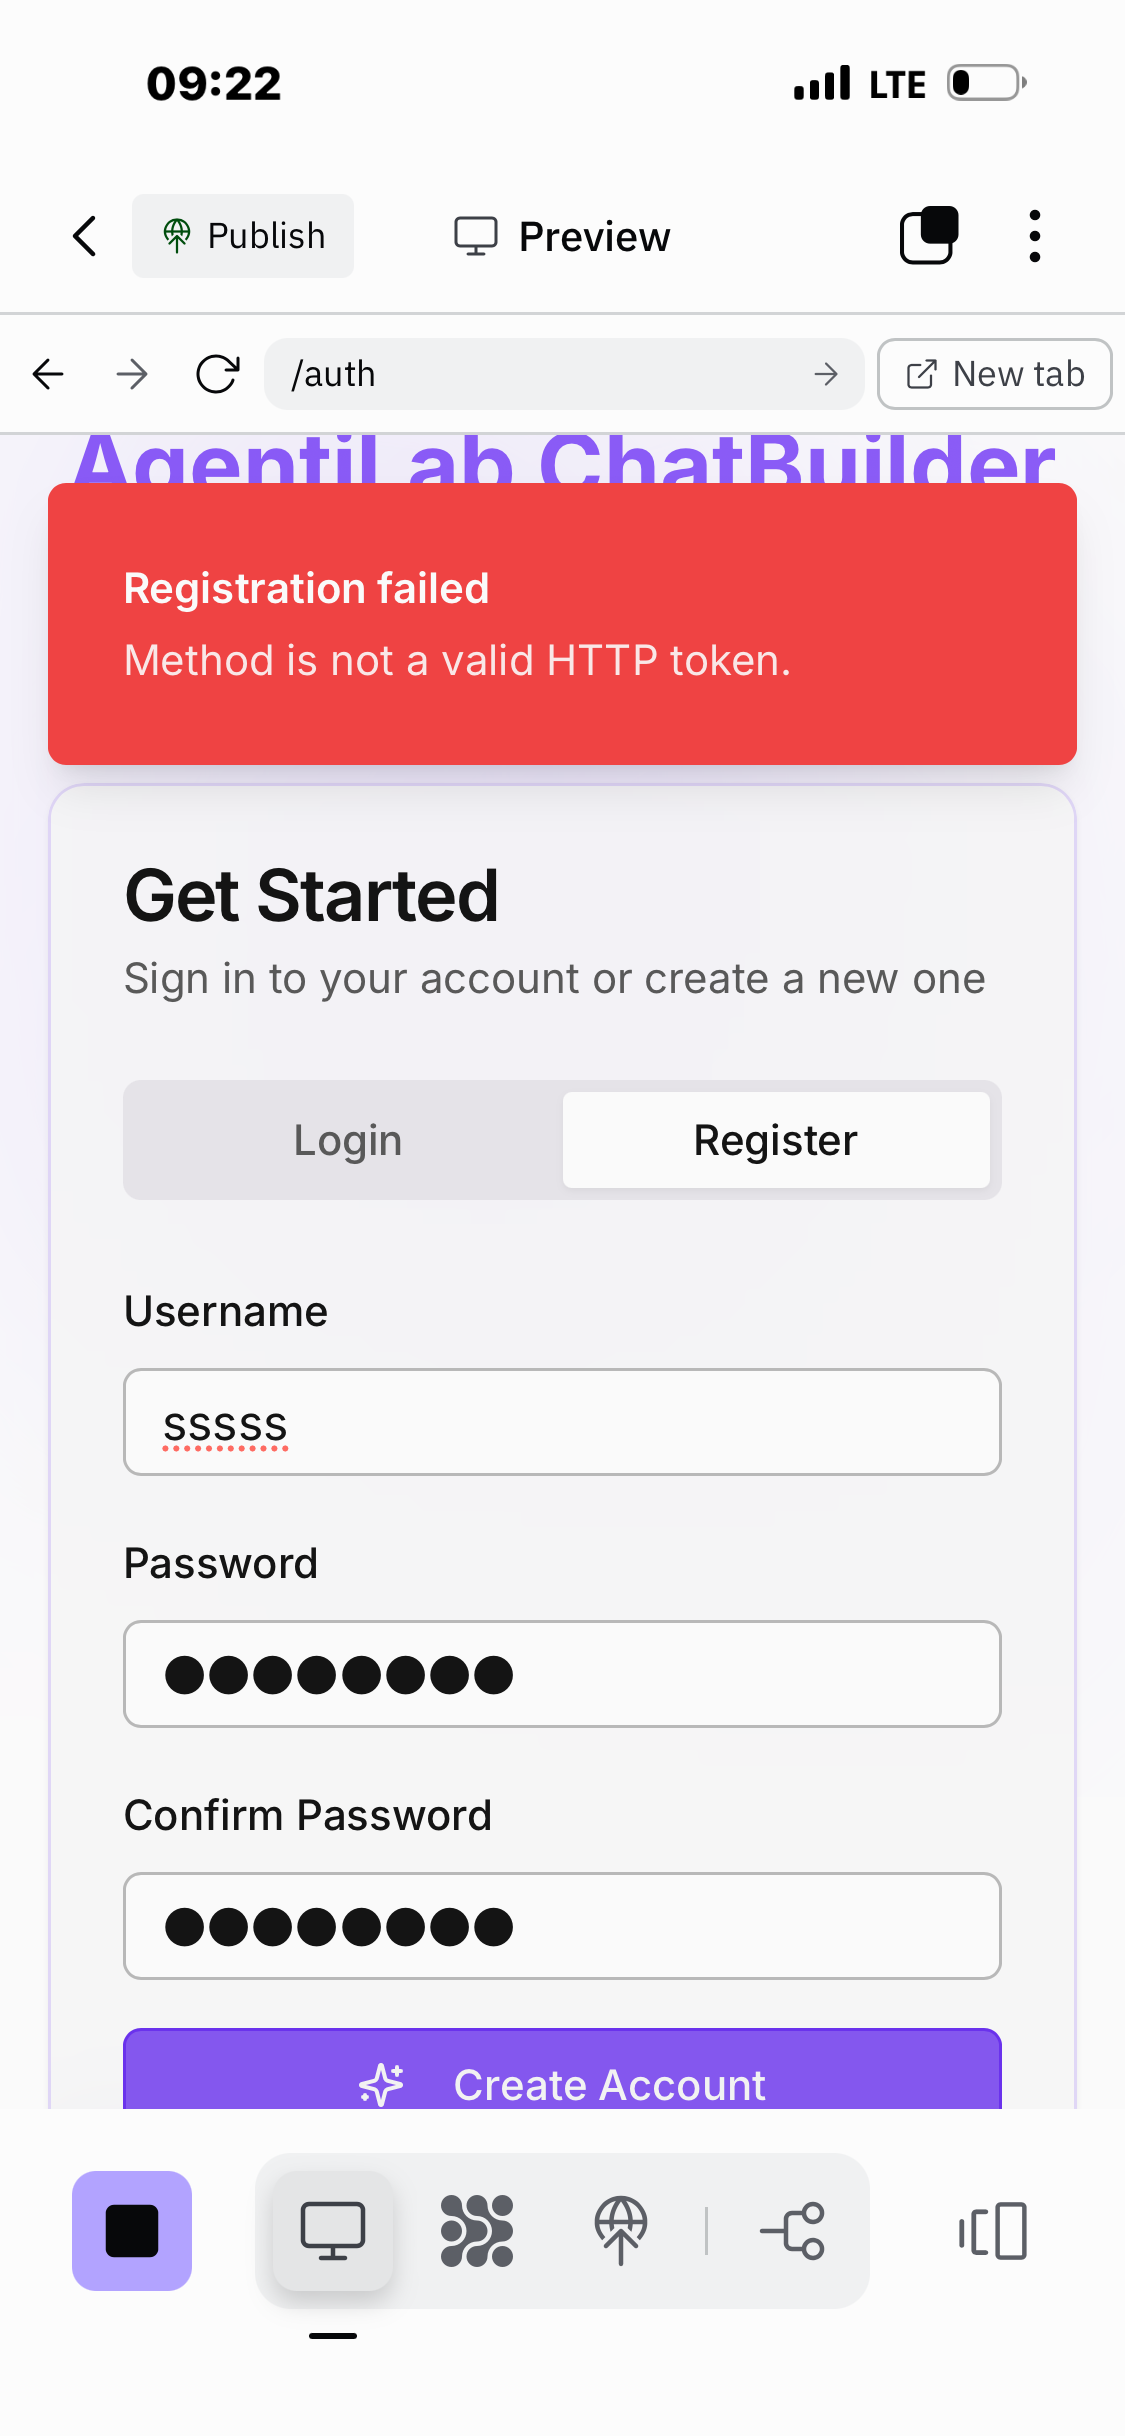 09:22
LTE
Publish
Preview
/auth
New tab
AgentiLab ChatBuilder
Registration failed
Method is not a valid HTTP token.
Get Started
Sign in to your account or create a new one
Login
Register
Username
sssss
Password
Confirm Password
Create Account